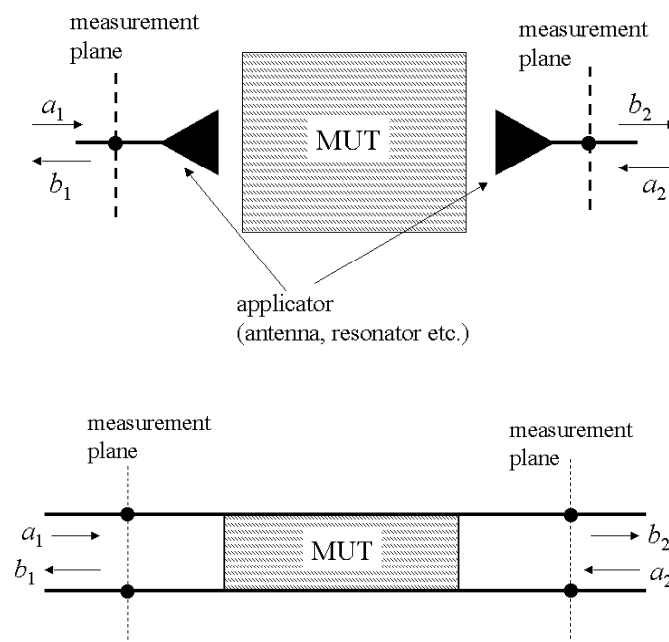 measurement
plane
measurement
plane
a1
b2
MUT
b1
a2
applicator
(antenna, resonator etc.)
measurement
plane
measurement
plane
a1
b2
MUT
b1
a2